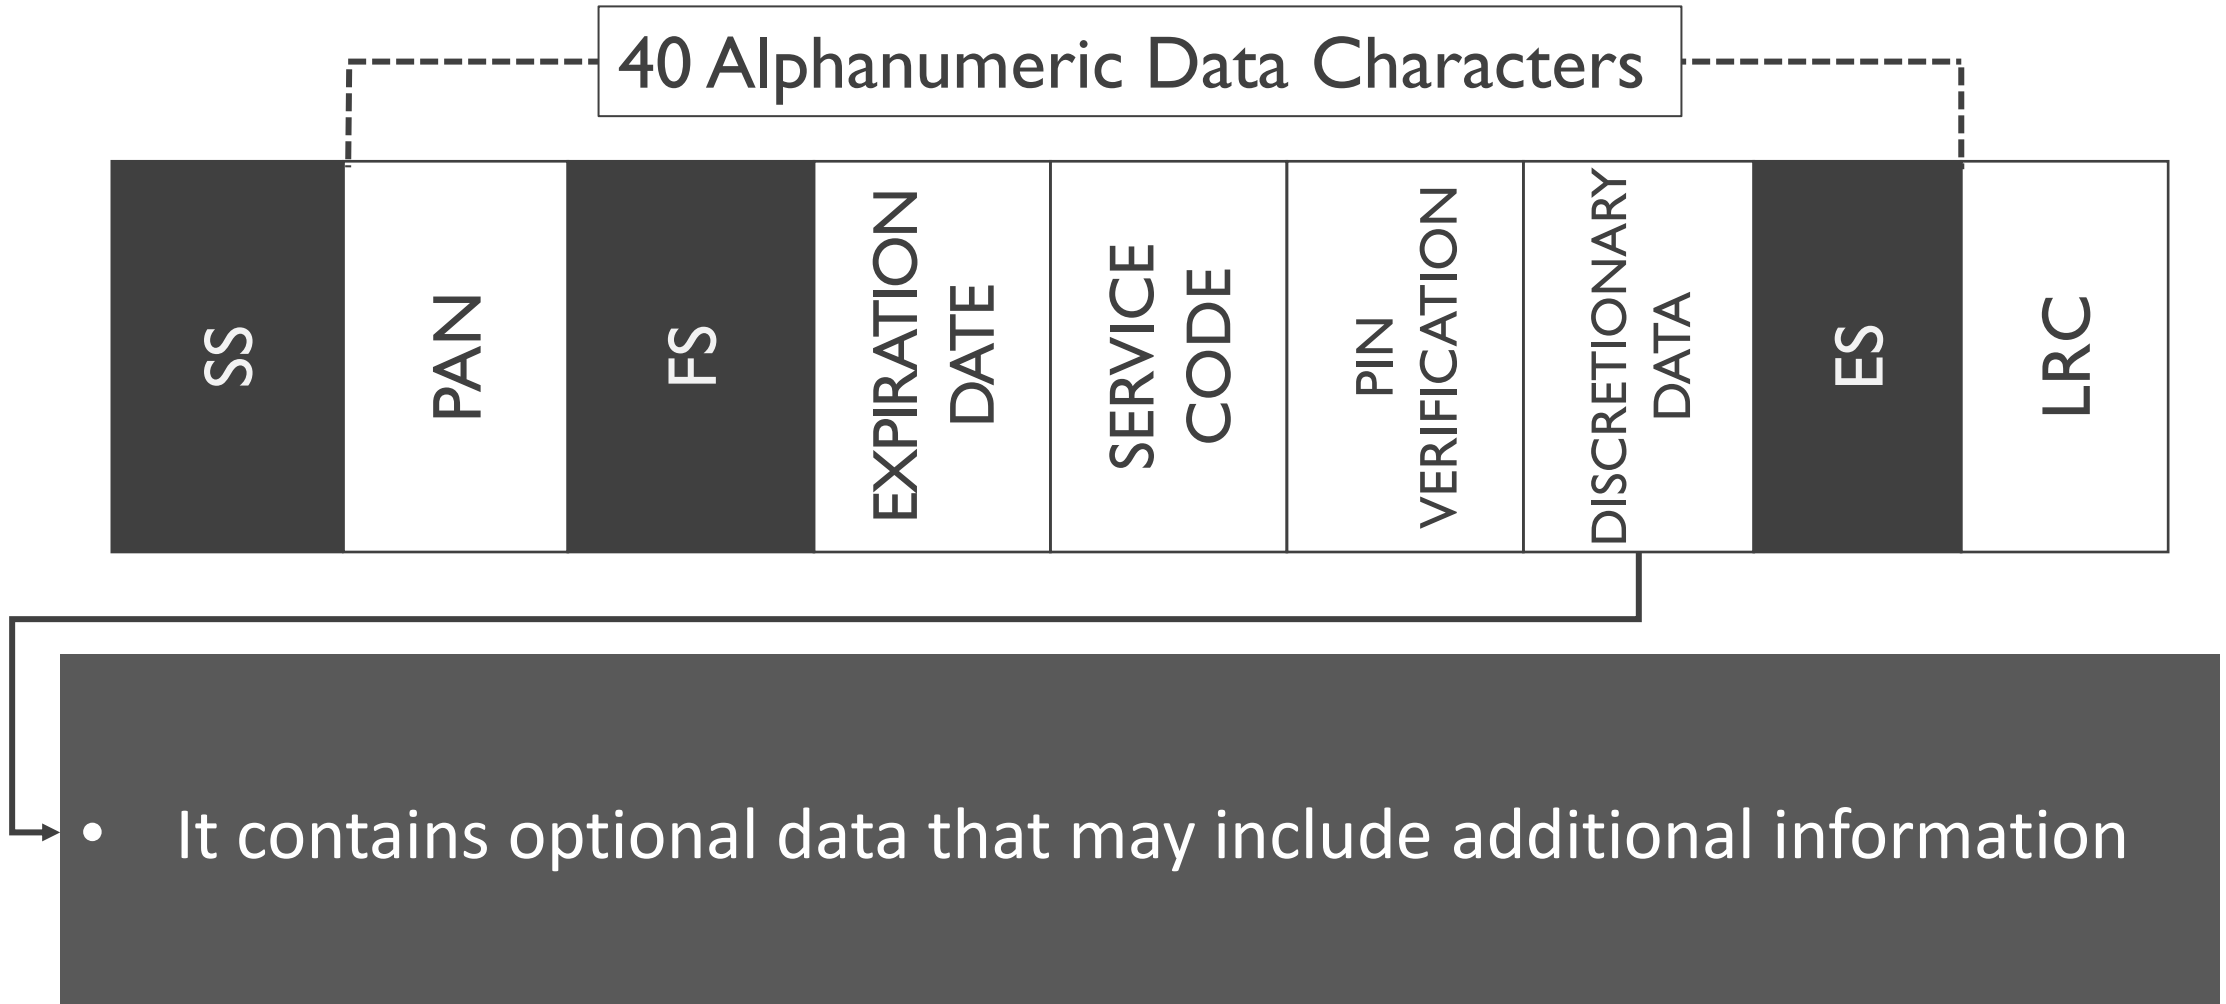 40 Alphanumeric Data Characters
SS
PAN
FS
EXPIRATION
DATE
SERVICE
CODE
PIN
VERIFICATION
DISCRETIONARY
DATA
ES
LRC
• It contains optional data that may include additional information